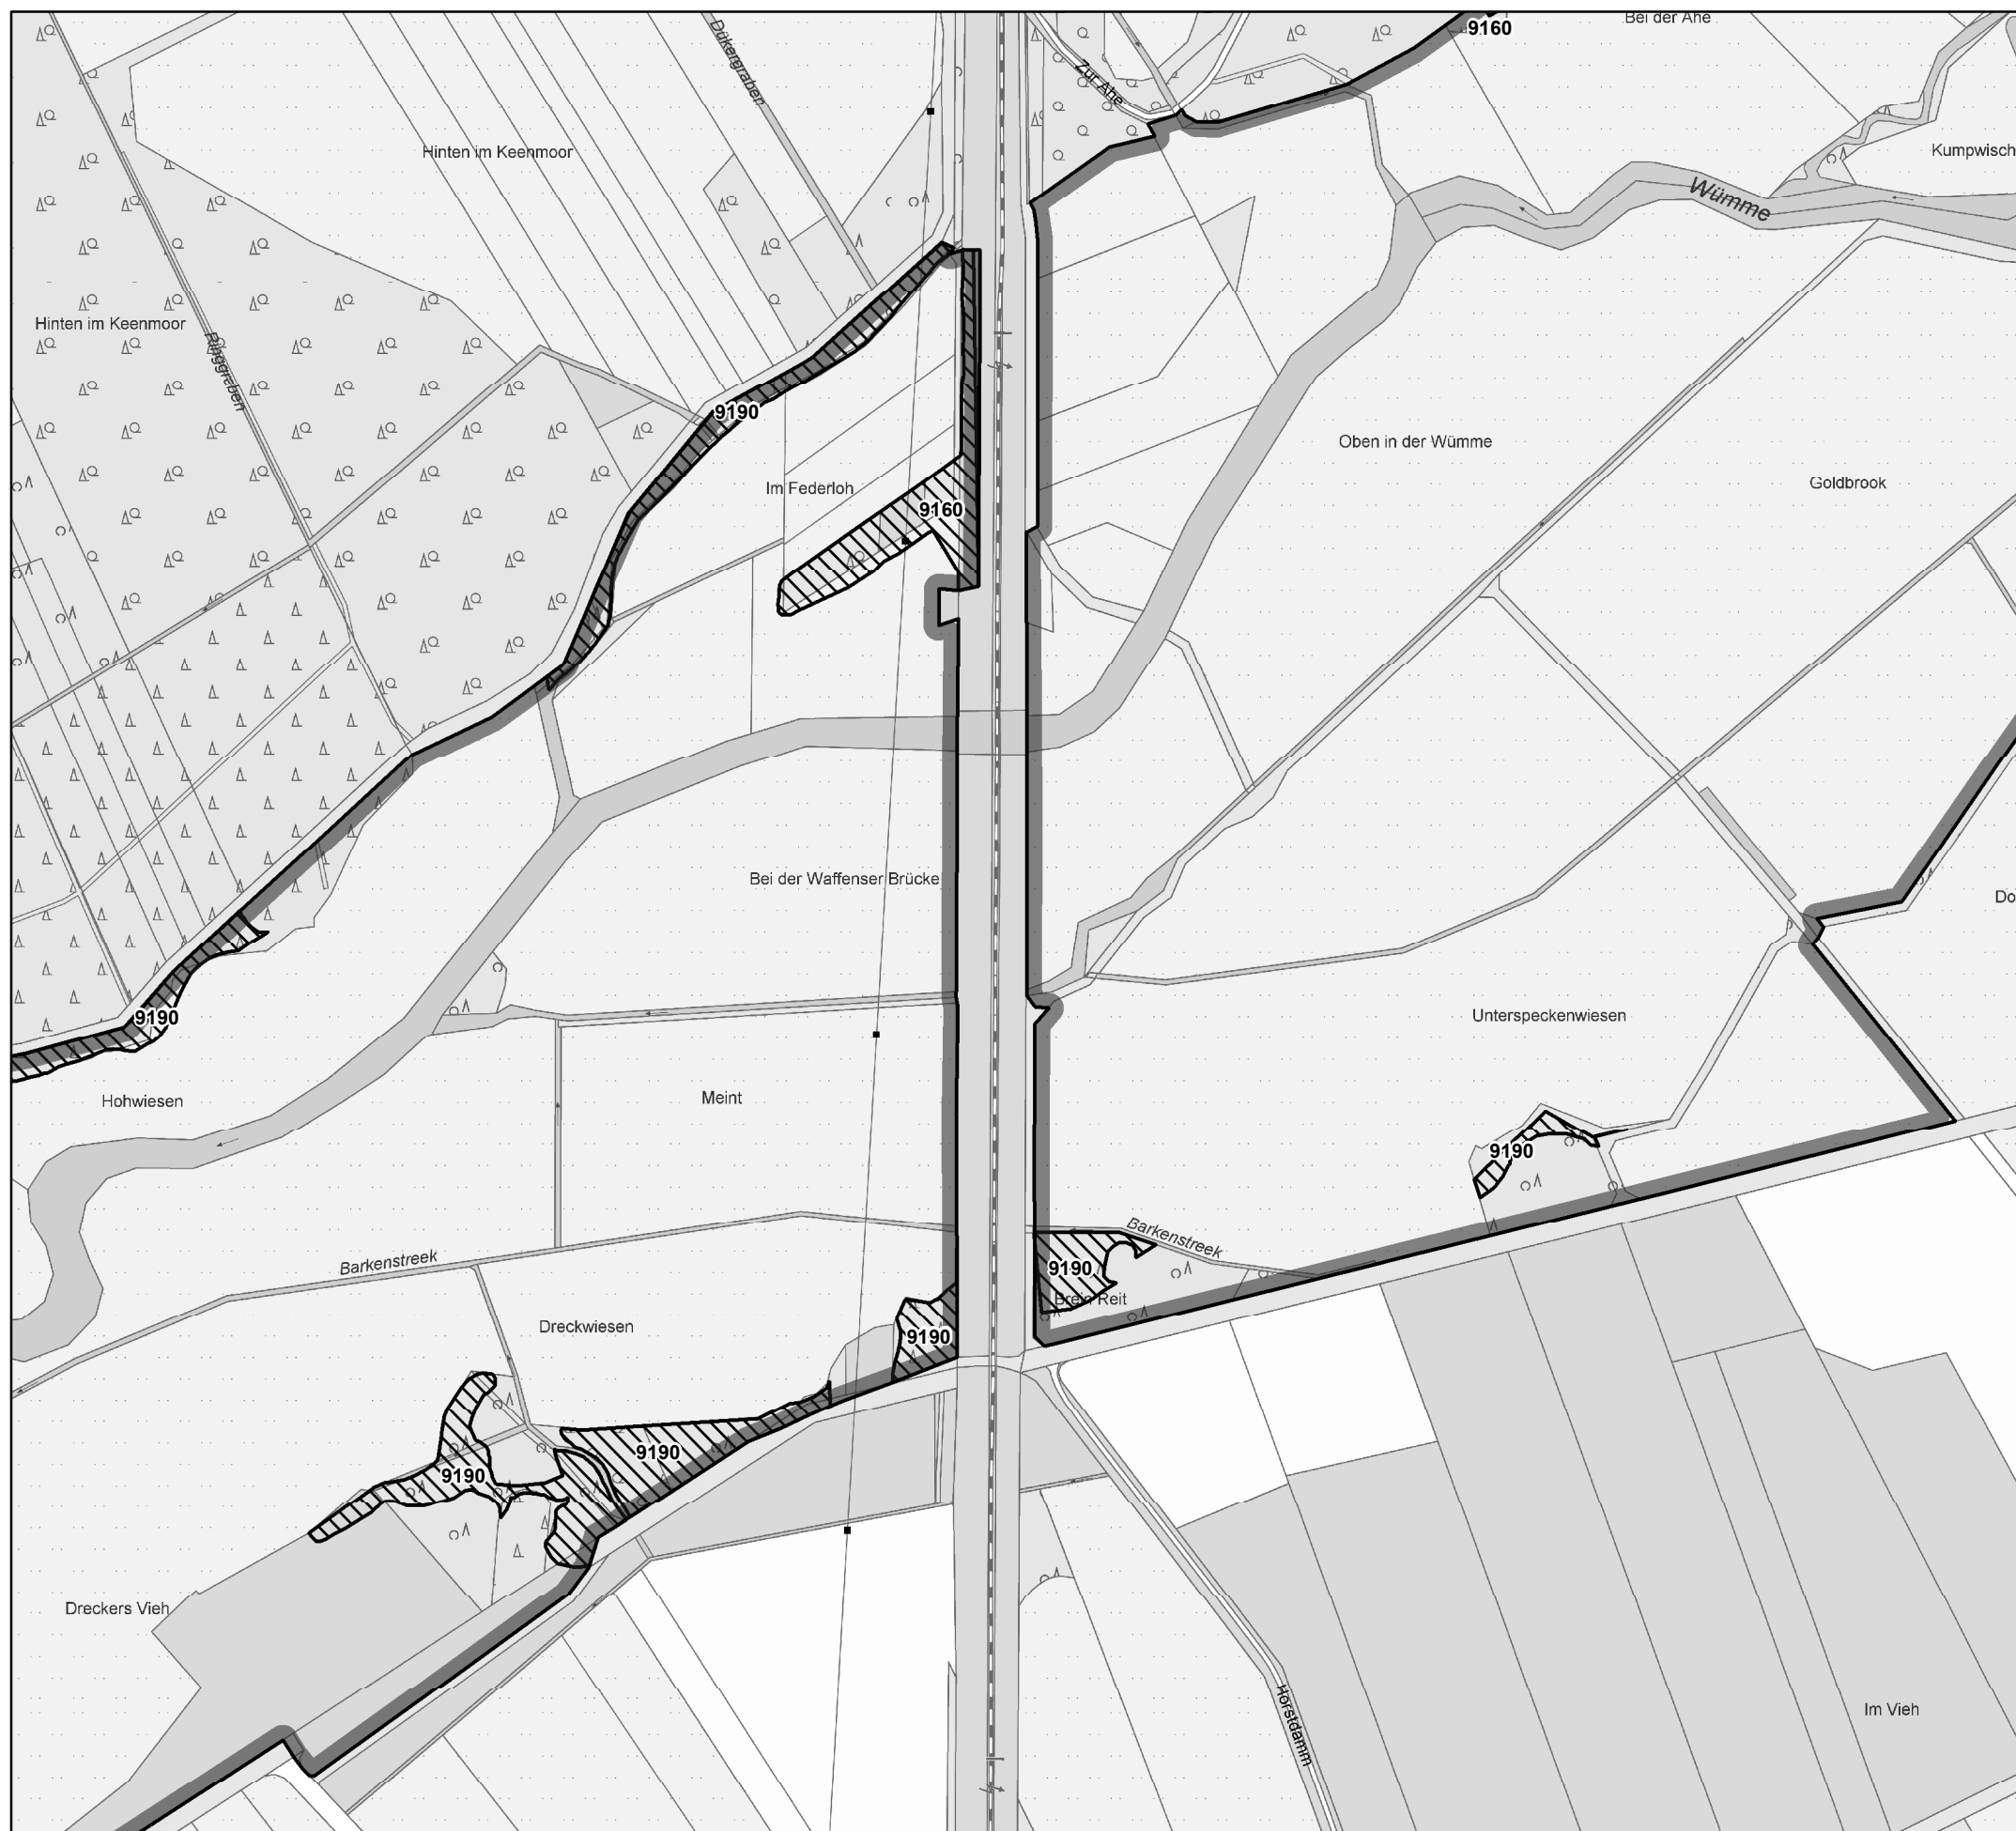 Bei der Ahe
9160
Dükergraben
Zur Ahe
Hinten im Keenmoor
Kumpwisch
Wümme
Hinten im Keenmoor
Ringgraben
9190
Oben in der Wümme
Im Federloh
Goldbrook
9160
Bei der Waffenser Brücke
Do
9190
Unterspeckenwiesen
Hohwiesen
Meint
9190
Barkenstreek
Barkenstreek
9190
Brein Reit
Dreckwiesen
9190
9190
9190
Dreckers Vieh
Horstdamm
Im Vieh